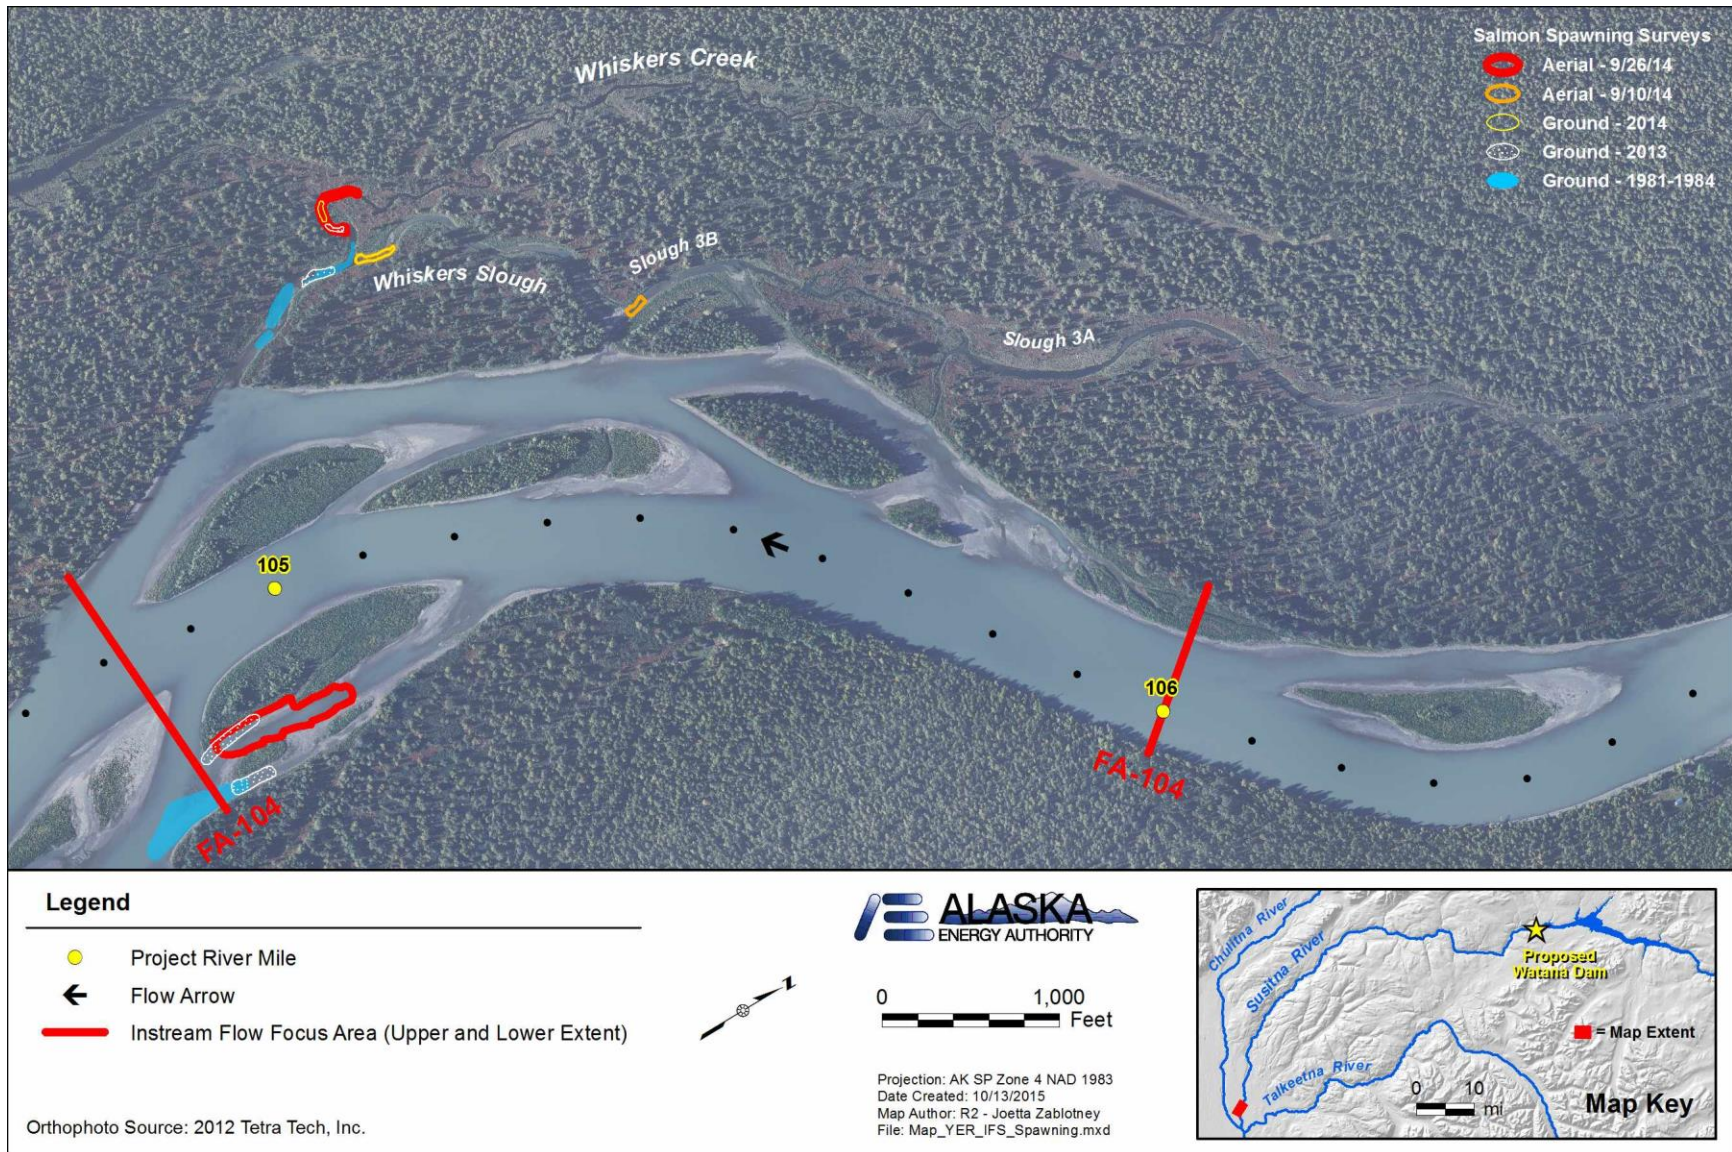 Whiskers Creek
Salmon Spawning Surveys
Aerial - 9/26/14
Aerial - 9/10/14
Ground - 2014
Ground - 2013
Ground - 1981-1984
Slough 3B
Whiskers Slough
Slough 3A
105
106
FA-104
FA-104
Legend
Project River Mile
Flow Arrow
Instream Flow Focus Area (Upper and Lower Extent)
Orthophoto Source: 2012 Tetra Tech, Inc.
ALASKA
ENERGY AUTHORITY
N
0 1,000
Feet
Projection: AK SP Zone 4 NAD 1983
Date Created: 10/13/2015
Map Author: R2 - Joetta Zablotney
File: Map_YER_IFS_Spawning.mxd
Chulitna River
Susitna River
Proposed
Watana Dam
= Map Extent
Talkeetna River
0 10
mi
Map Key